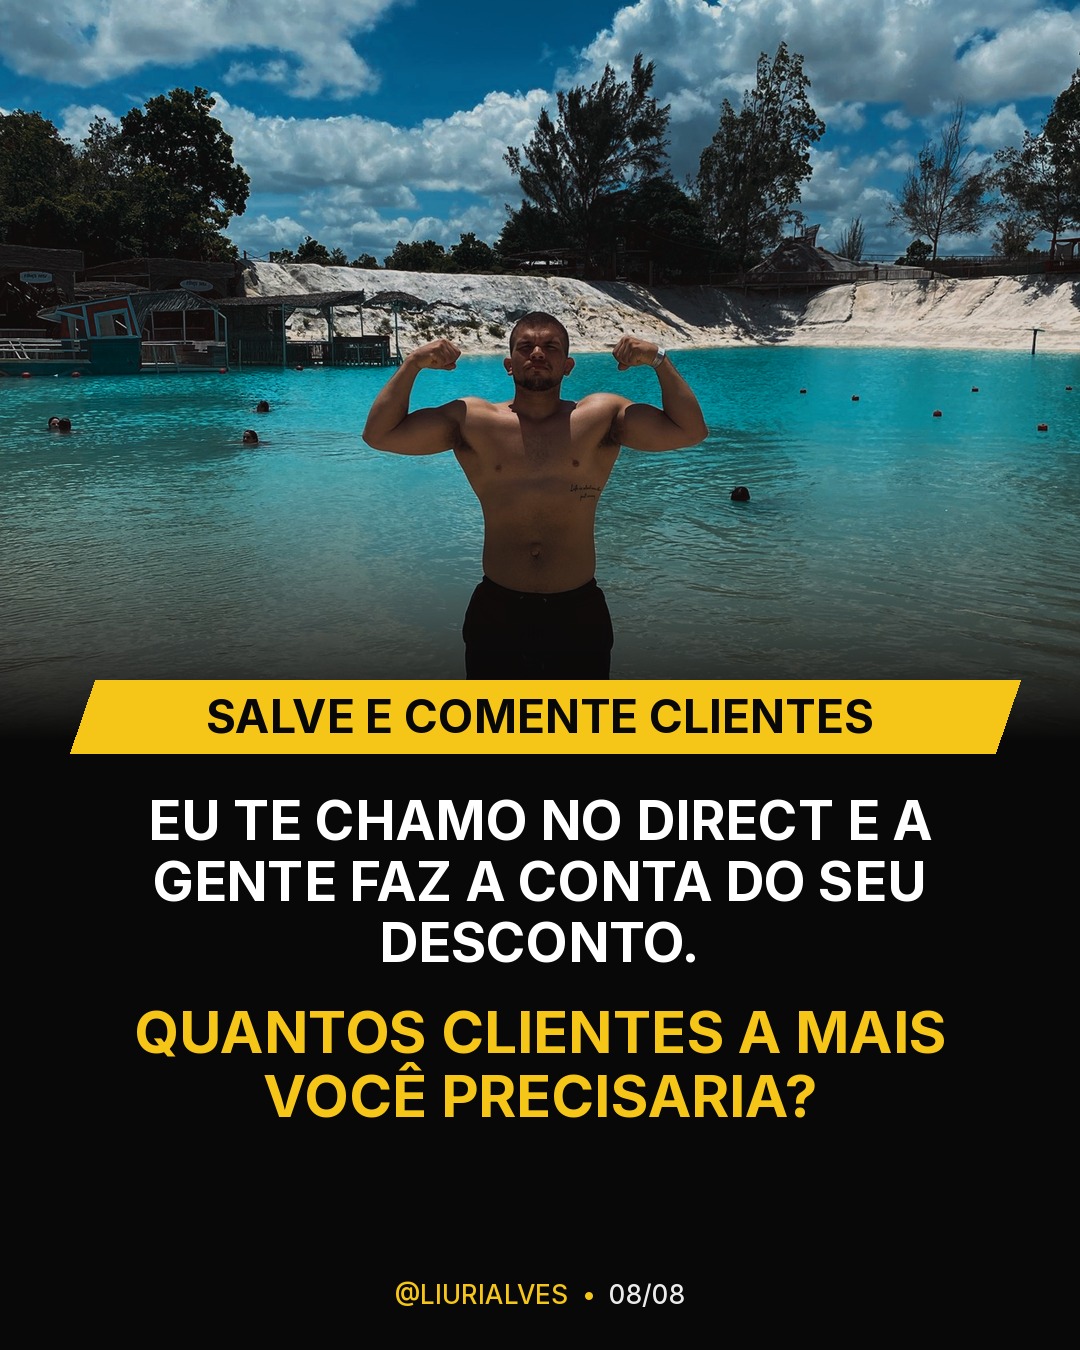 SALVE E COMENTE CLIENTES
EU TE CHAMO NO DIRECT E A
GENTE FAZ A CONTA DO SEU
DESCONTO.
QUANTOS CLIENTES A MAIS
VOCÊ PRECISARIA?
@LIURIALVES • 08/08